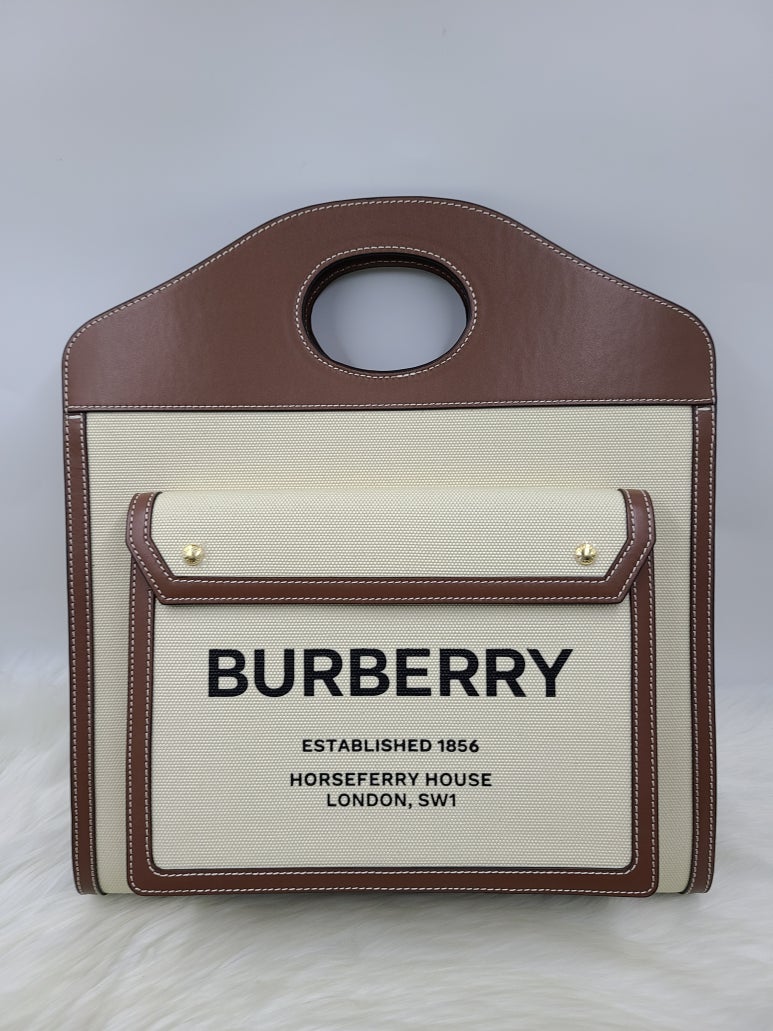 BURBERRY
ESTABLISHED 1856
HORSEFERRY HOUSE
LONDON, SW1